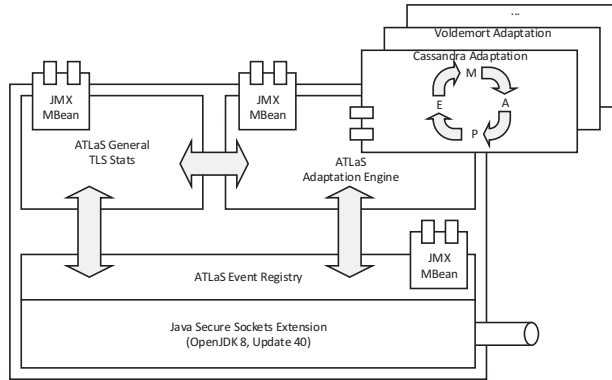 ...
Voldemort Adaptation
Cassandra Adaptation
M
E
A
P
JMX
MBean
JMX
MBean
ATLaS General
TLS Stats
ATLaS
Adaptation Engine
JMX
MBean
ATLaS Event Registry
Java Secure Sockets Extension
(OpenJDK 8, Update 40)